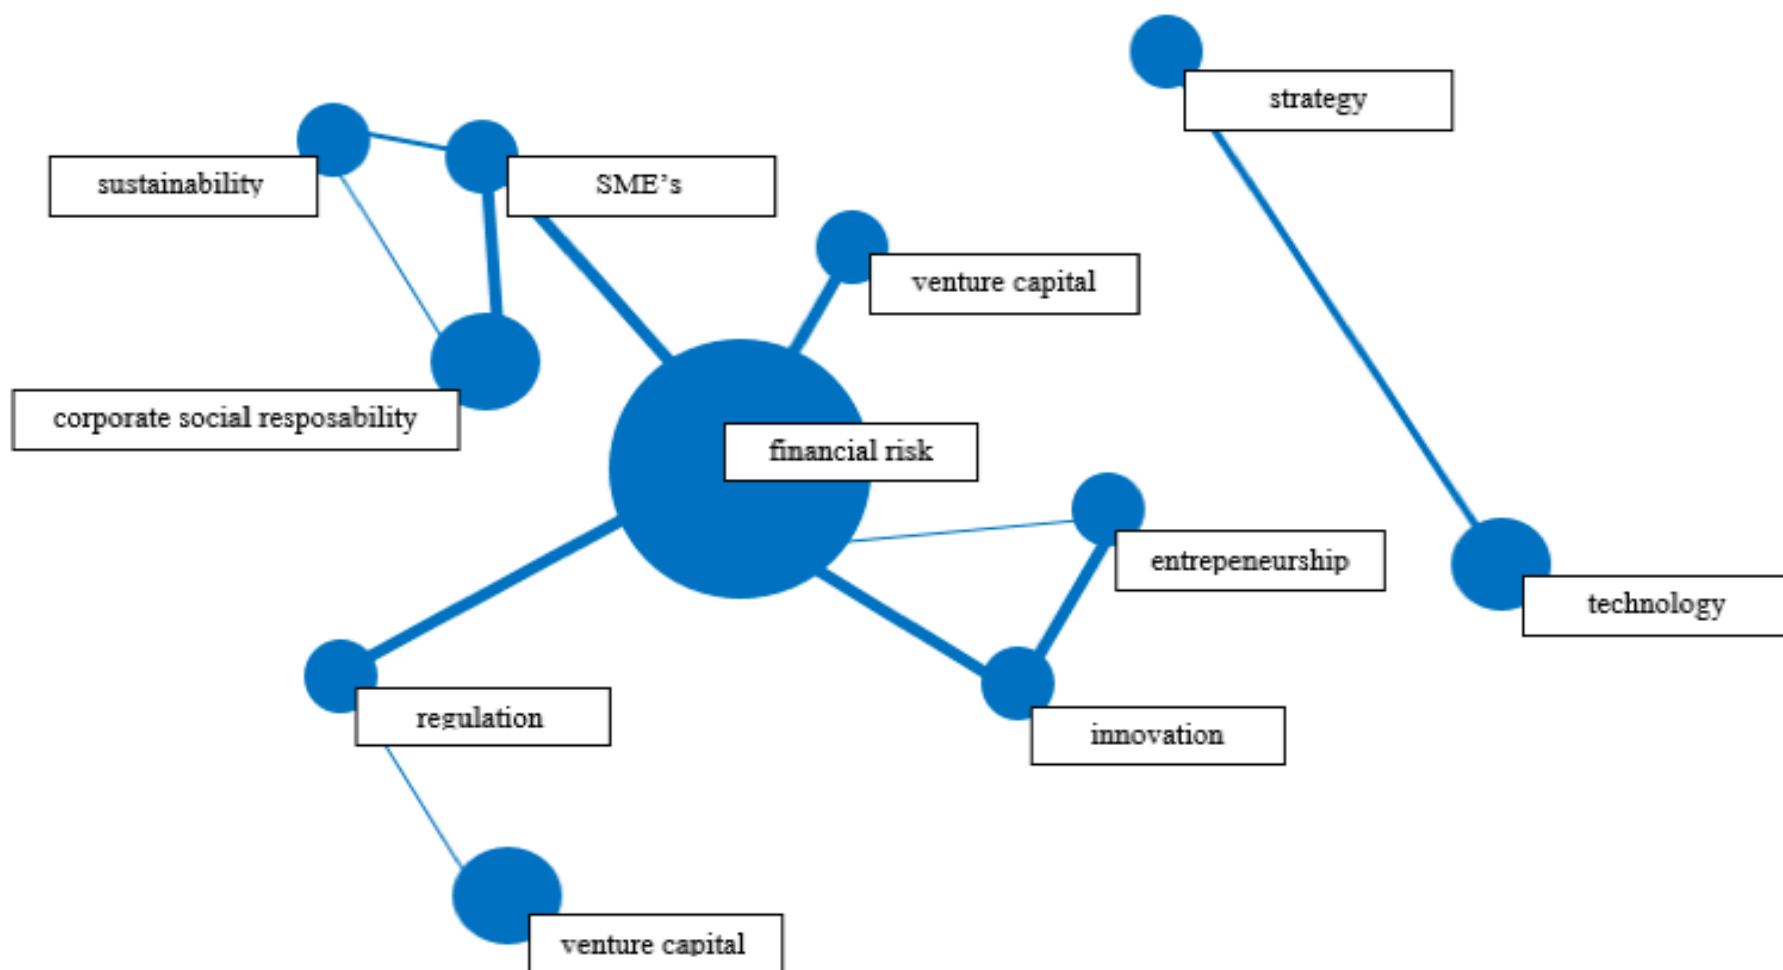 strategy
sustainability
SME’s
venture capital
corporate social resposability
financial risk
entrepeneurship
technology
regulation
innovation
venture capital